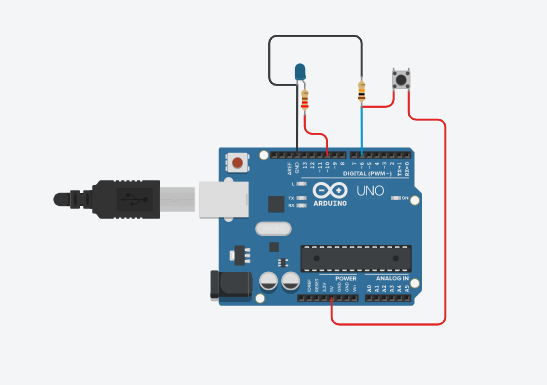 AREF
GND
13
12
~11
~10
~9
8
7
~6
~5
4
~3
2
TX→1
RX←0
DIGITAL (PWM ~)
L
TX
RX
UNO
ARDUINO
ON
POWER
ANALOG IN
IOREF
RESET
3.3V
5V
GND
GND
Vin
A0
A1
A2
A3
A4
A5